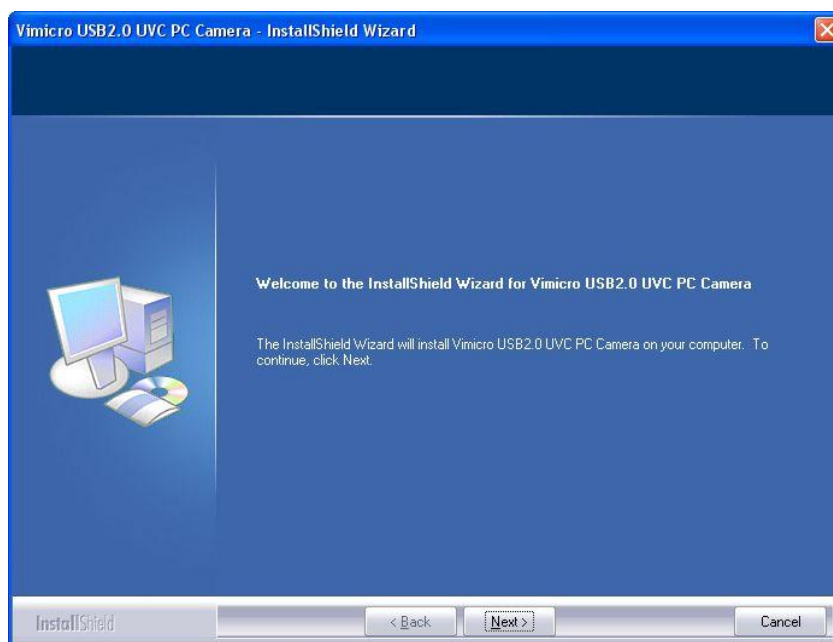 Vimicro USB2.0 UVC PC Camera - InstallShield Wizard
Welcome to the InstallShield Wizard for Vimicro USB2.0 UVC PC Camera
The InstallShield Wizard will install Vimicro USB2.0 UVC PC Camera on your computer. To
continue, click Next.
InstallShield
< Back
Next >
Cancel